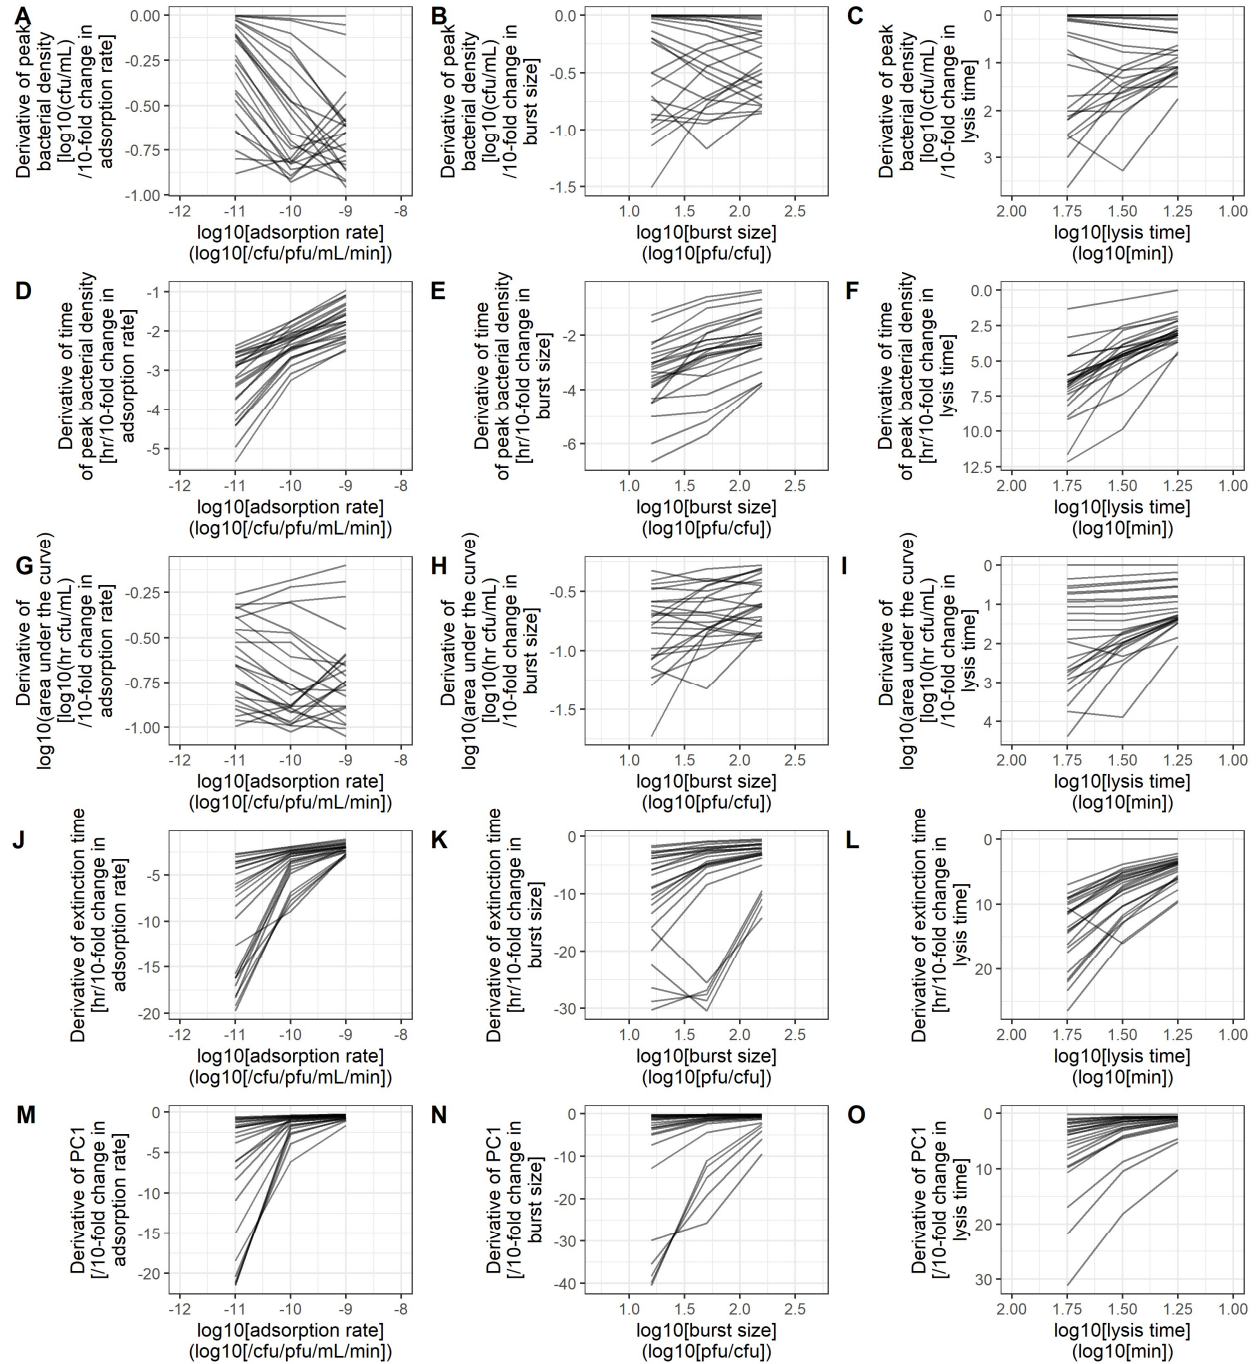 A
Derivative of peak
bacterial density
[log10(cfu/mL)
/10-fold change in
adsorption rate]
0.00
-0.25
-0.50
-0.75
-1.00
-12
-11
-10
-9
-8
log10[adsorption rate]
(log10[/cfu/pfu/mL/min])
B
Derivative of peak
bacterial density
[log10(cfu/mL)
/10-fold change in
burst size]
0.0
-0.5
-1.0
-1.5
1.0
1.5
2.0
2.5
log10[burst size]
(log10[pfu/cfu])
C
Derivative of peak
bacterial density
[log10(cfu/mL)
/10-fold change in
lysis time]
0
1
2
3
2.00
1.75
1.50
1.25
1.00
log10[lysis time]
(log10[min])
D
Derivative of time
of peak bacterial density
[hr/10-fold change in
adsorption rate]
-1
-2
-3
-4
-5
-12
-11
-10
-9
-8
log10[adsorption rate]
(log10[/cfu/pfu/mL/min])
E
Derivative of time
of peak bacterial density
[hr/10-fold change in
burst size]
-2
-4
-6
1.0
1.5
2.0
2.5
log10[burst size]
(log10[pfu/cfu])
F
Derivative of time
of peak bacterial density
[hr/10-fold change in
lysis time]
0.0
2.5
5.0
7.5
10.0
12.5
2.00
1.75
1.50
1.25
1.00
log10[lysis time]
(log10[min])
G
Derivative of
log10(area under the curve)
[log10(hr cfu/mL)
/10-fold change in
adsorption rate]
-0.25
-0.50
-0.75
-1.00
-12
-11
-10
-9
-8
log10[adsorption rate]
(log10[/cfu/pfu/mL/min])
H
Derivative of
log10(area under the curve)
[log10(hr cfu/mL)
/10-fold change in
burst size]
-0.5
-1.0
-1.5
1.0
1.5
2.0
2.5
log10[burst size]
(log10[pfu/cfu])
I
Derivative of
log10(area under the curve)
[log10(hr cfu/mL)
/10-fold change in
lysis time]
0
1
2
3
4
2.00
1.75
1.50
1.25
1.00
log10[lysis time]
(log10[min])
J
Derivative of extinction time
[hr/10-fold change in
adsorption rate]
-5
-10
-15
-20
-12
-11
-10
-9
-8
log10[adsorption rate]
(log10[/cfu/pfu/mL/min])
K
Derivative of extinction time
[hr/10-fold change in
burst size]
0
-10
-20
-30
1.0
1.5
2.0
2.5
log10[burst size]
(log10[pfu/cfu])
L
Derivative of extinction time
[hr/10-fold change in
lysis time]
0
10
20
2.00
1.75
1.50
1.25
1.00
log10[lysis time]
(log10[min])
M
Derivative of PC1
[/10-fold change in
adsorption rate]
0
-5
-10
-15
-20
-12
-11
-10
-9
-8
log10[adsorption rate]
(log10[/cfu/pfu/mL/min])
N
Derivative of PC1
[/10-fold change in
burst size]
0
-10
-20
-30
-40
1.0
1.5
2.0
2.5
log10[burst size]
(log10[pfu/cfu])
O
Derivative of PC1
[/10-fold change in
lysis time]
0
10
20
30
2.00
1.75
1.50
1.25
1.00
log10[lysis time]
(log10[min])